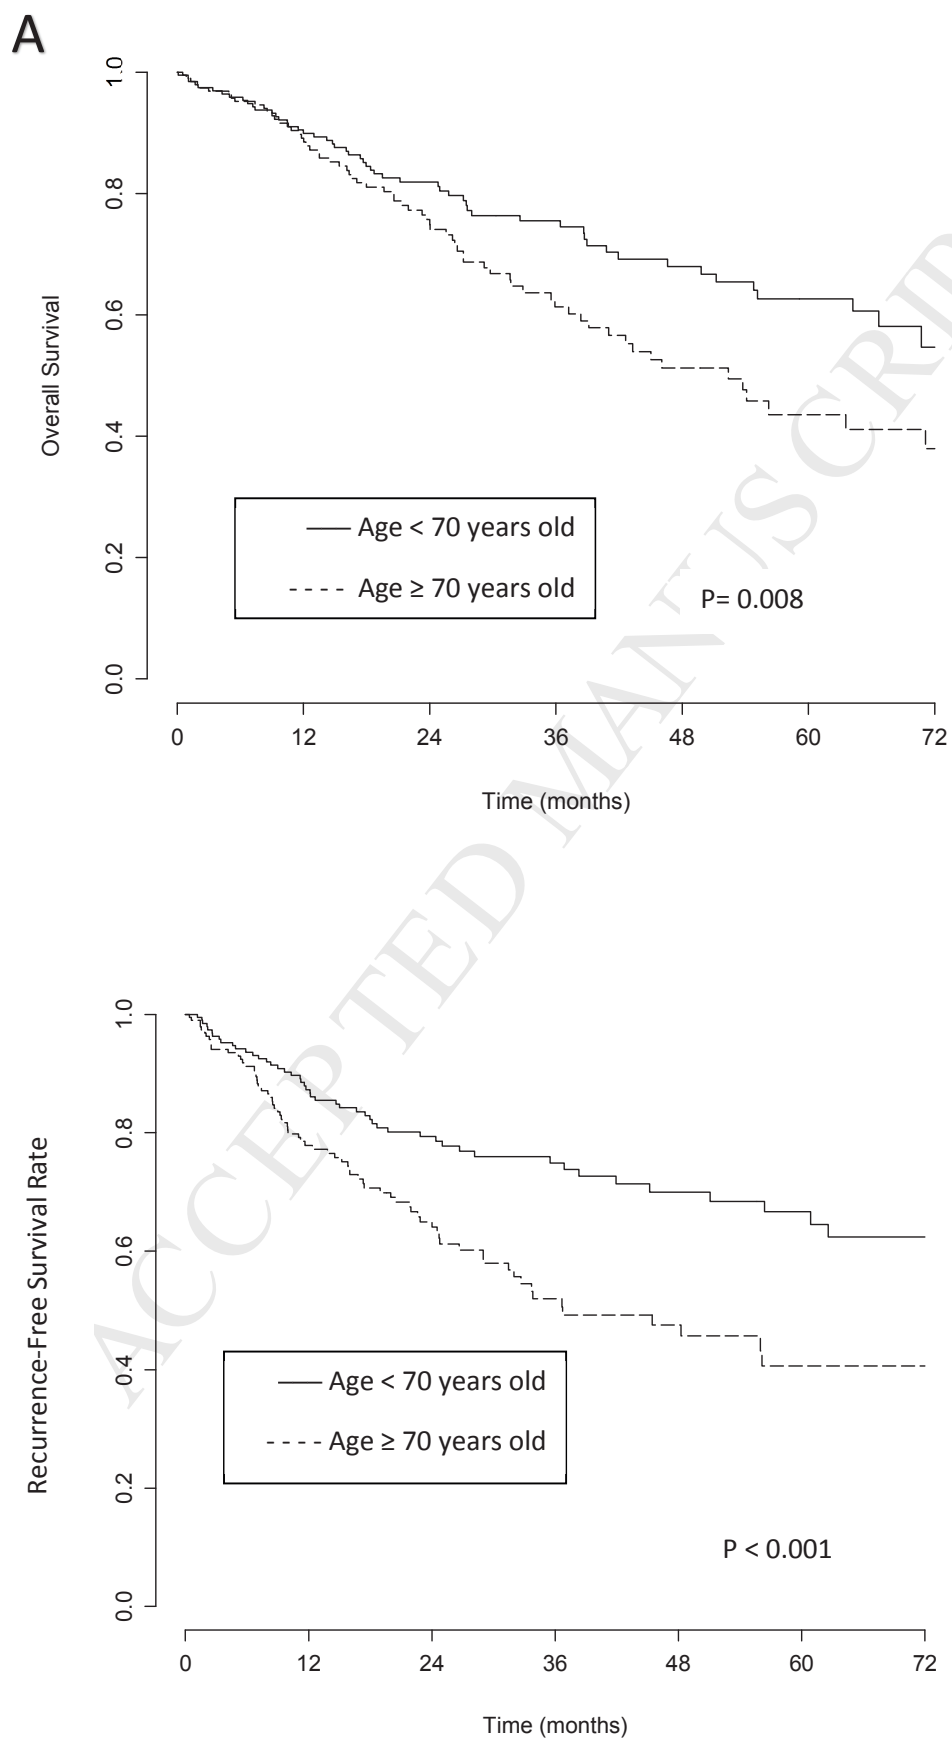 A
1.0
0.8
0.6
0.4
0.2
0.0
Overall Survival
Age < 70 years old
Age ≥ 70 years old
P= 0.008
0 12 24 36 48 60 72
Time (months)
ACCEPTED MANUSCRIP
1.0
0.8
0.6
0.4
0.2
0.0
Recurrence-Free Survival Rate
Age < 70 years old
Age ≥ 70 years old
P < 0.001
0 12 24 36 48 60 72
Time (months)